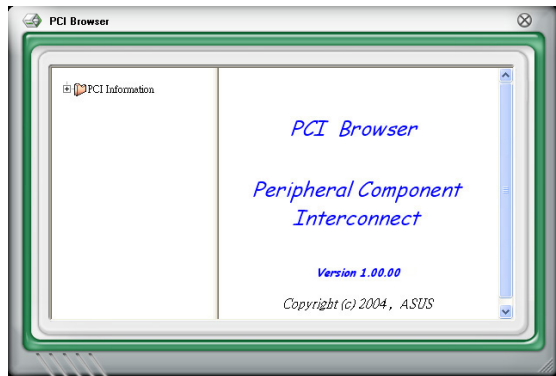 PCI Browser
PCI Information
PCI Browser
Peripheral Component
Interconnect
Version 1.00.00
Copyright (c) 2004, ASUS